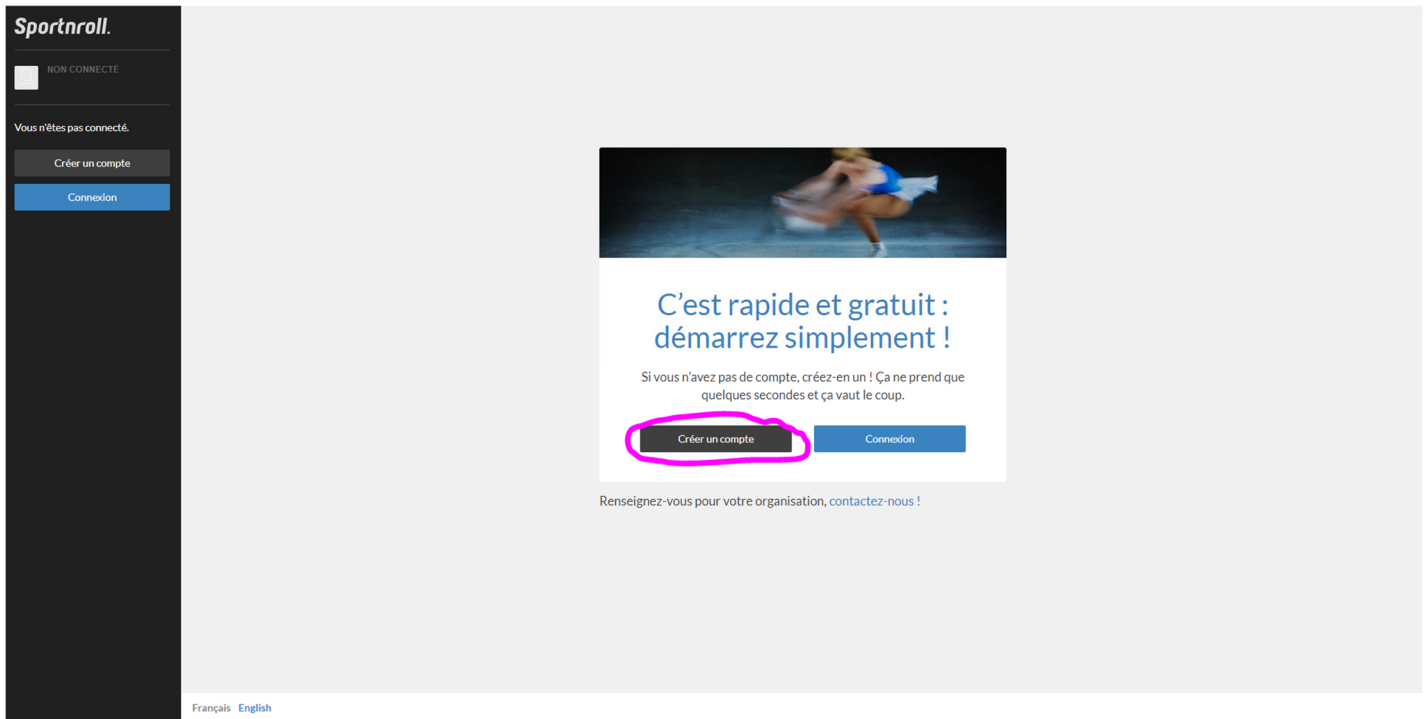 Sportnroll.
NON CONNECTÉ
Vous n'êtes pas connecté.
Créer un compte
Connexion
C’est rapide et gratuit :
démarrez simplement !
Si vous n'avez pas de compte, créez-en un ! Ça ne prend que
quelques secondes et ça vaut le coup.
Créer un compte
Connexion
Renseignez-vous pour votre organisation, contactez-nous !
Français English